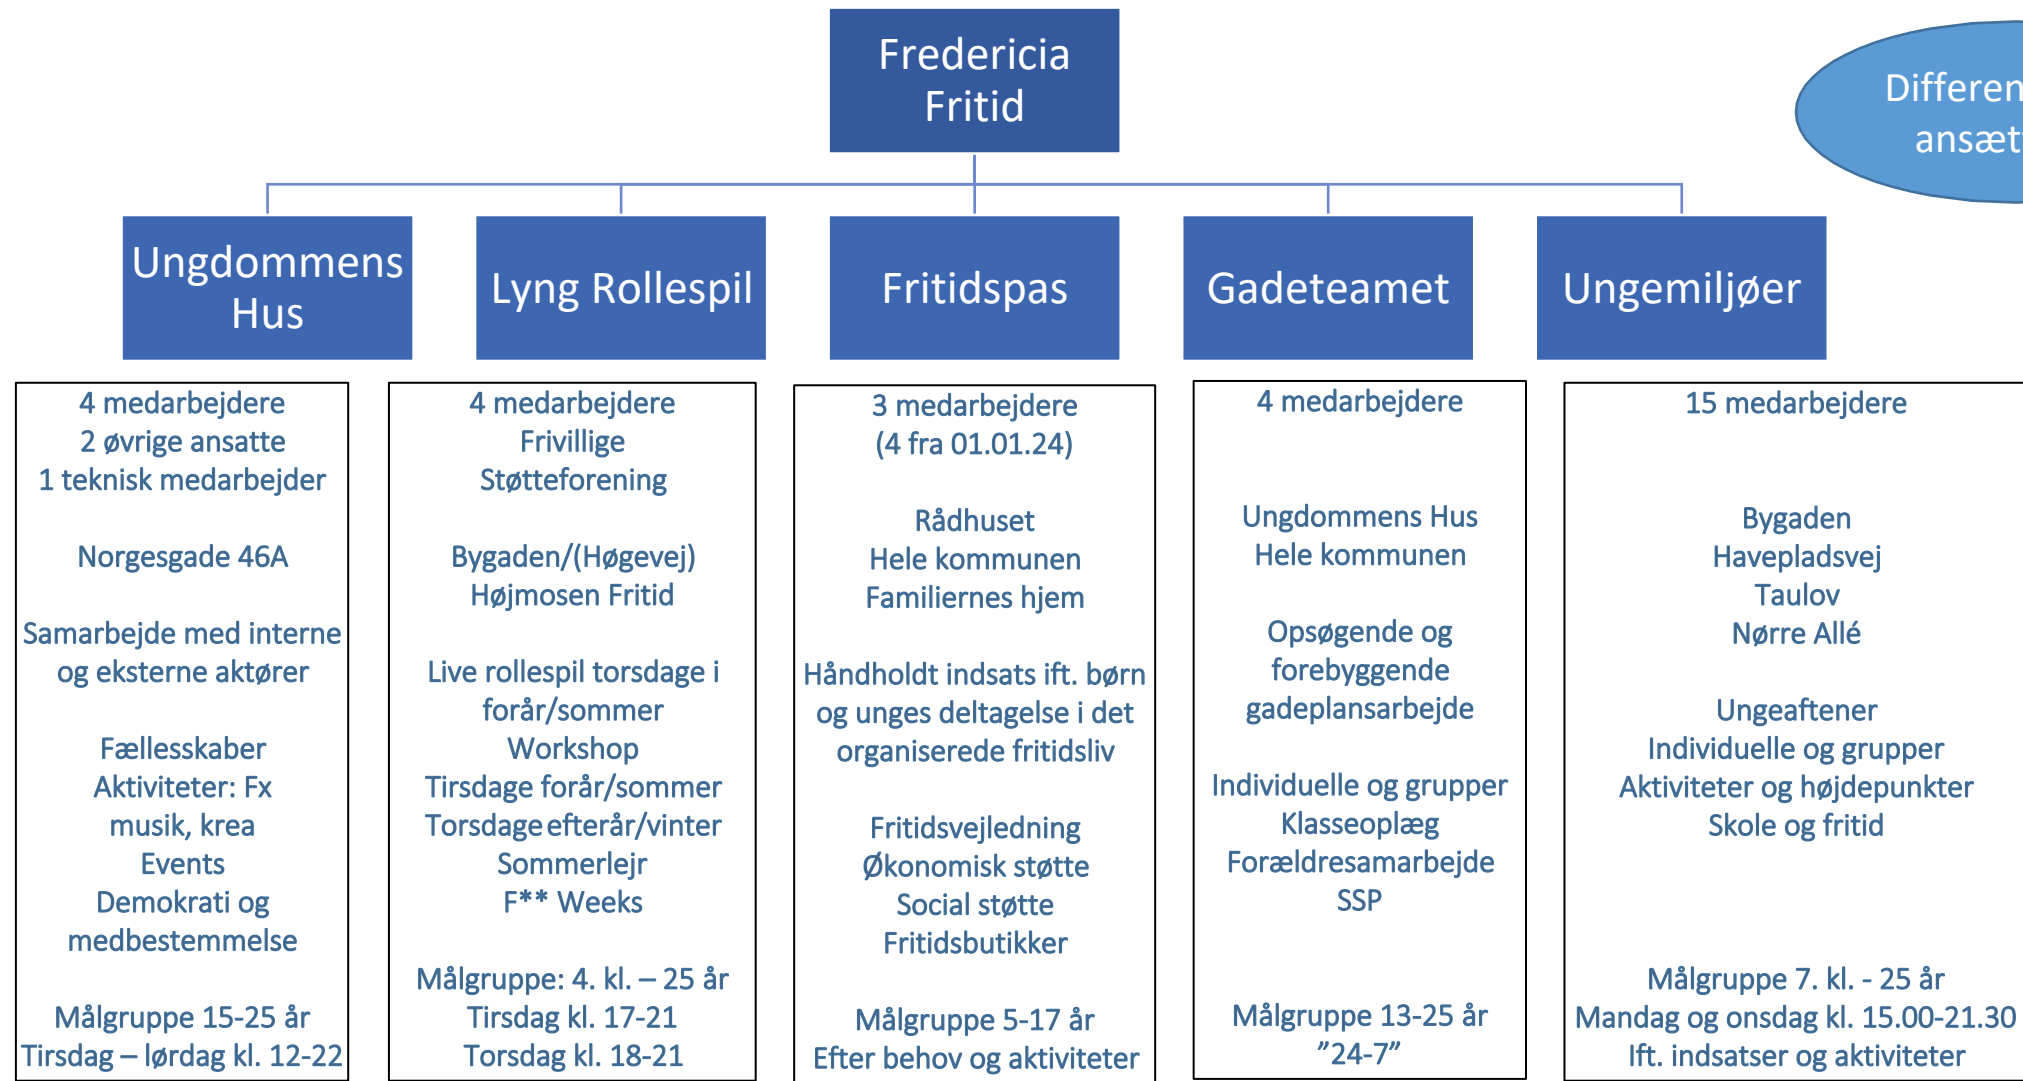 Fredericia
Fritid
Ungdommens
Hus
Lyng Rollespil
Fritidspas
Gadeteamet
Ungemiljøer
4 medarbejdere
2 øvrige ansatte
1 teknisk medarbejder
Norgesgade 46A
Samarbejde med interne
og eksterne aktører
Fællesskaber
Aktiviteter: Fx
musik, krea
Events
Demokrati og
medbestemmelse
Målgruppe 15-25 år
Tirsdag – lørdag kl. 12-22
4 medarbejdere
Frivillige
Støtteforening
Bygaden/(Høgevej)
Højmosen Fritid
Live rollespil torsdage i
forår/sommer
Workshop
Tirsdage forår/sommer
Torsdage efterår/vinter
Sommerlejr
F** Weeks
Målgruppe: 4. kl. – 25 år
Tirsdag kl. 17-21
Torsdag kl. 18-21
3 medarbejdere
(4 fra 01.01.24)
Rådhuset
Hele kommunen
Familiernes hjem
Håndholdt indsats ift. børn
og unges deltagelse i det
organiserede fritidsliv
Fritidsvejledning
Økonomisk støtte
Social støtte
Fritidsbutikker
Målgruppe 5-17 år
Efter behov og aktiviteter
4 medarbejdere
Ungdommens Hus
Hele kommunen
Opsøgende og
forebyggende
gadeplansarbejde
Individuelle og grupper
Klasseoplæg
Forældresamarbejde
SSP
Målgruppe 13-25 år
”24-7”
15 medarbejdere
Bygaden
Havepladsvej
Taulov
Nørre Allé
Ungeaftener
Individuelle og grupper
Aktiviteter og højdepunkter
Skole og fritid
Målgruppe 7. kl. - 25 år
Mandag og onsdag kl. 15.00-21.30
Ift. indsatser og aktiviteter